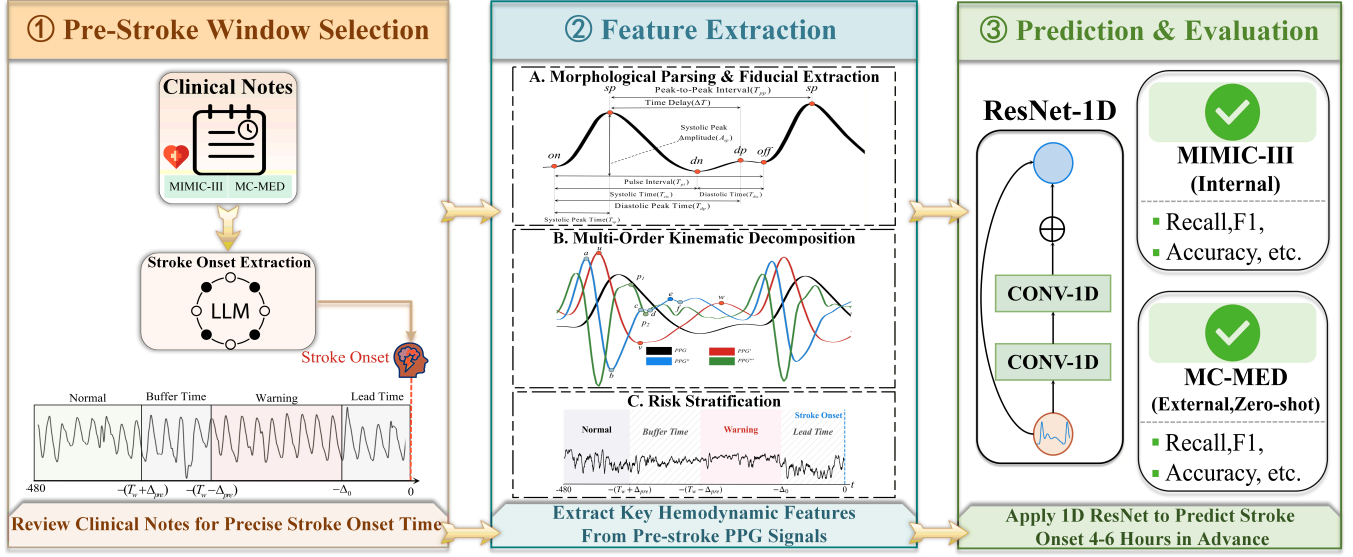 ① Pre-Stroke Window Selection
Clinical Notes
MIMIC-III MC-MED
Stroke Onset Extraction
LLM
Stroke Onset
Normal Buffer Time Warning Lead Time
-480 −(T_w+Δ_pre) −(T_w−Δ_pre) −Δ_0 0
Review Clinical Notes for Precise Stroke Onset Time
② Feature Extraction
A. Morphological Parsing & Fiducial Extraction
sp Peak-to-Peak Interval(T_pp) sp
Time Delay(ΔT)
Systolic Peak
Amplitude(A_sp)
on dn dp off
Pulse Interval(T_pi)
Systolic Time(T_sys) Diastolic Time(T_dia)
Diastolic Peak Time(T_dp)
Systolic Peak Time(T_sp)
B. Multi-Order Kinematic Decomposition
a u p₁ e f w
c d p₂
v b
PPG PPG'
PPG'' PPG'''
C. Risk Stratification
Stroke Onset
Normal Buffer Time Warning Lead Time
-480 −(T_w+Δ_pre) −(T_w−Δ_pre) −Δ_0 0 t
Extract Key Hemodynamic Features
From Pre-stroke PPG Signals
③ Prediction & Evaluation
ResNet-1D
CONV-1D
CONV-1D
MIMIC-III
(Internal)
Recall,F1,
Accuracy, etc.
MC-MED
(External,Zero-shot)
Recall,F1,
Accuracy, etc.
Apply 1D ResNet to Predict Stroke
Onset 4-6 Hours in Advance